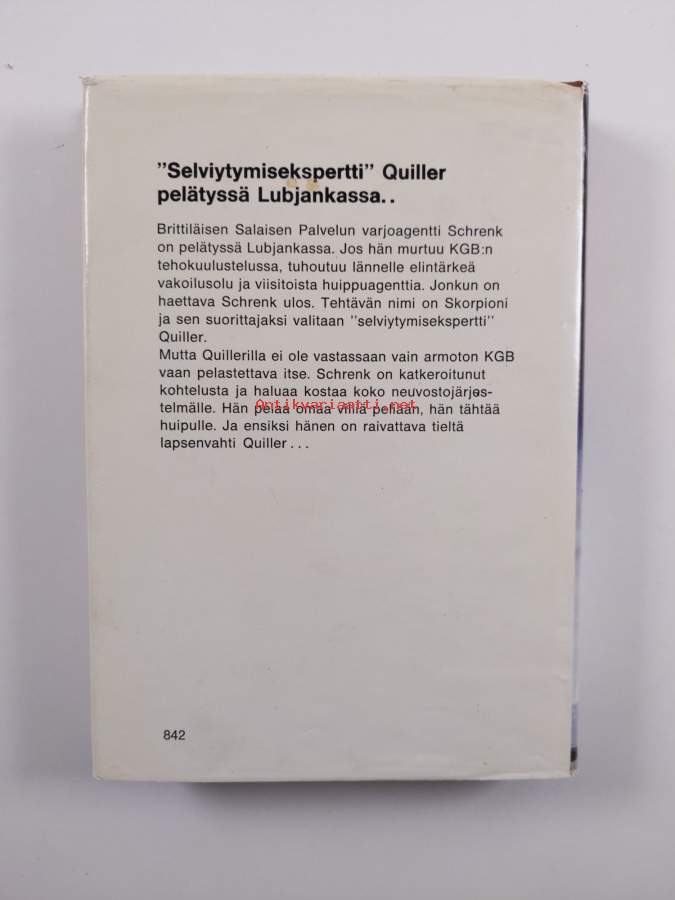 "Selviytymisekspertti" Quiller
pelätyssä Lubjankassa..
Brittiläisen Salaisen Palvelun varjoagentti Schrenk
on pelätyssä Lubjankassa. Jos hän murtuu KGB:n
tehokuulustelussa, tuhoutuu lännelle elintärkeä
vakoilusolu ja viisitoista huippuagenttia. Jonkun on
haettava Schrenk ulos. Tehtävän nimi on Skorpioni
ja sen suorittajaksi valitaan "selviytymisekspertti"
Quiller.
Mutta Quillerilla ei ole vastassaan vain armoton KGB
vaan pelastettava itse. Schrenk on katkeroitunut
kohtelusta ja haluaa kostaa koko neuvostojärjes-
telmälle. Hän pelaa omaa villiä peliään, hän tähtää
Antikvariaatti.net
huipulle. Ja ensiksi hänen on raivattava tieltä
lapsenvahti Quiller...
842